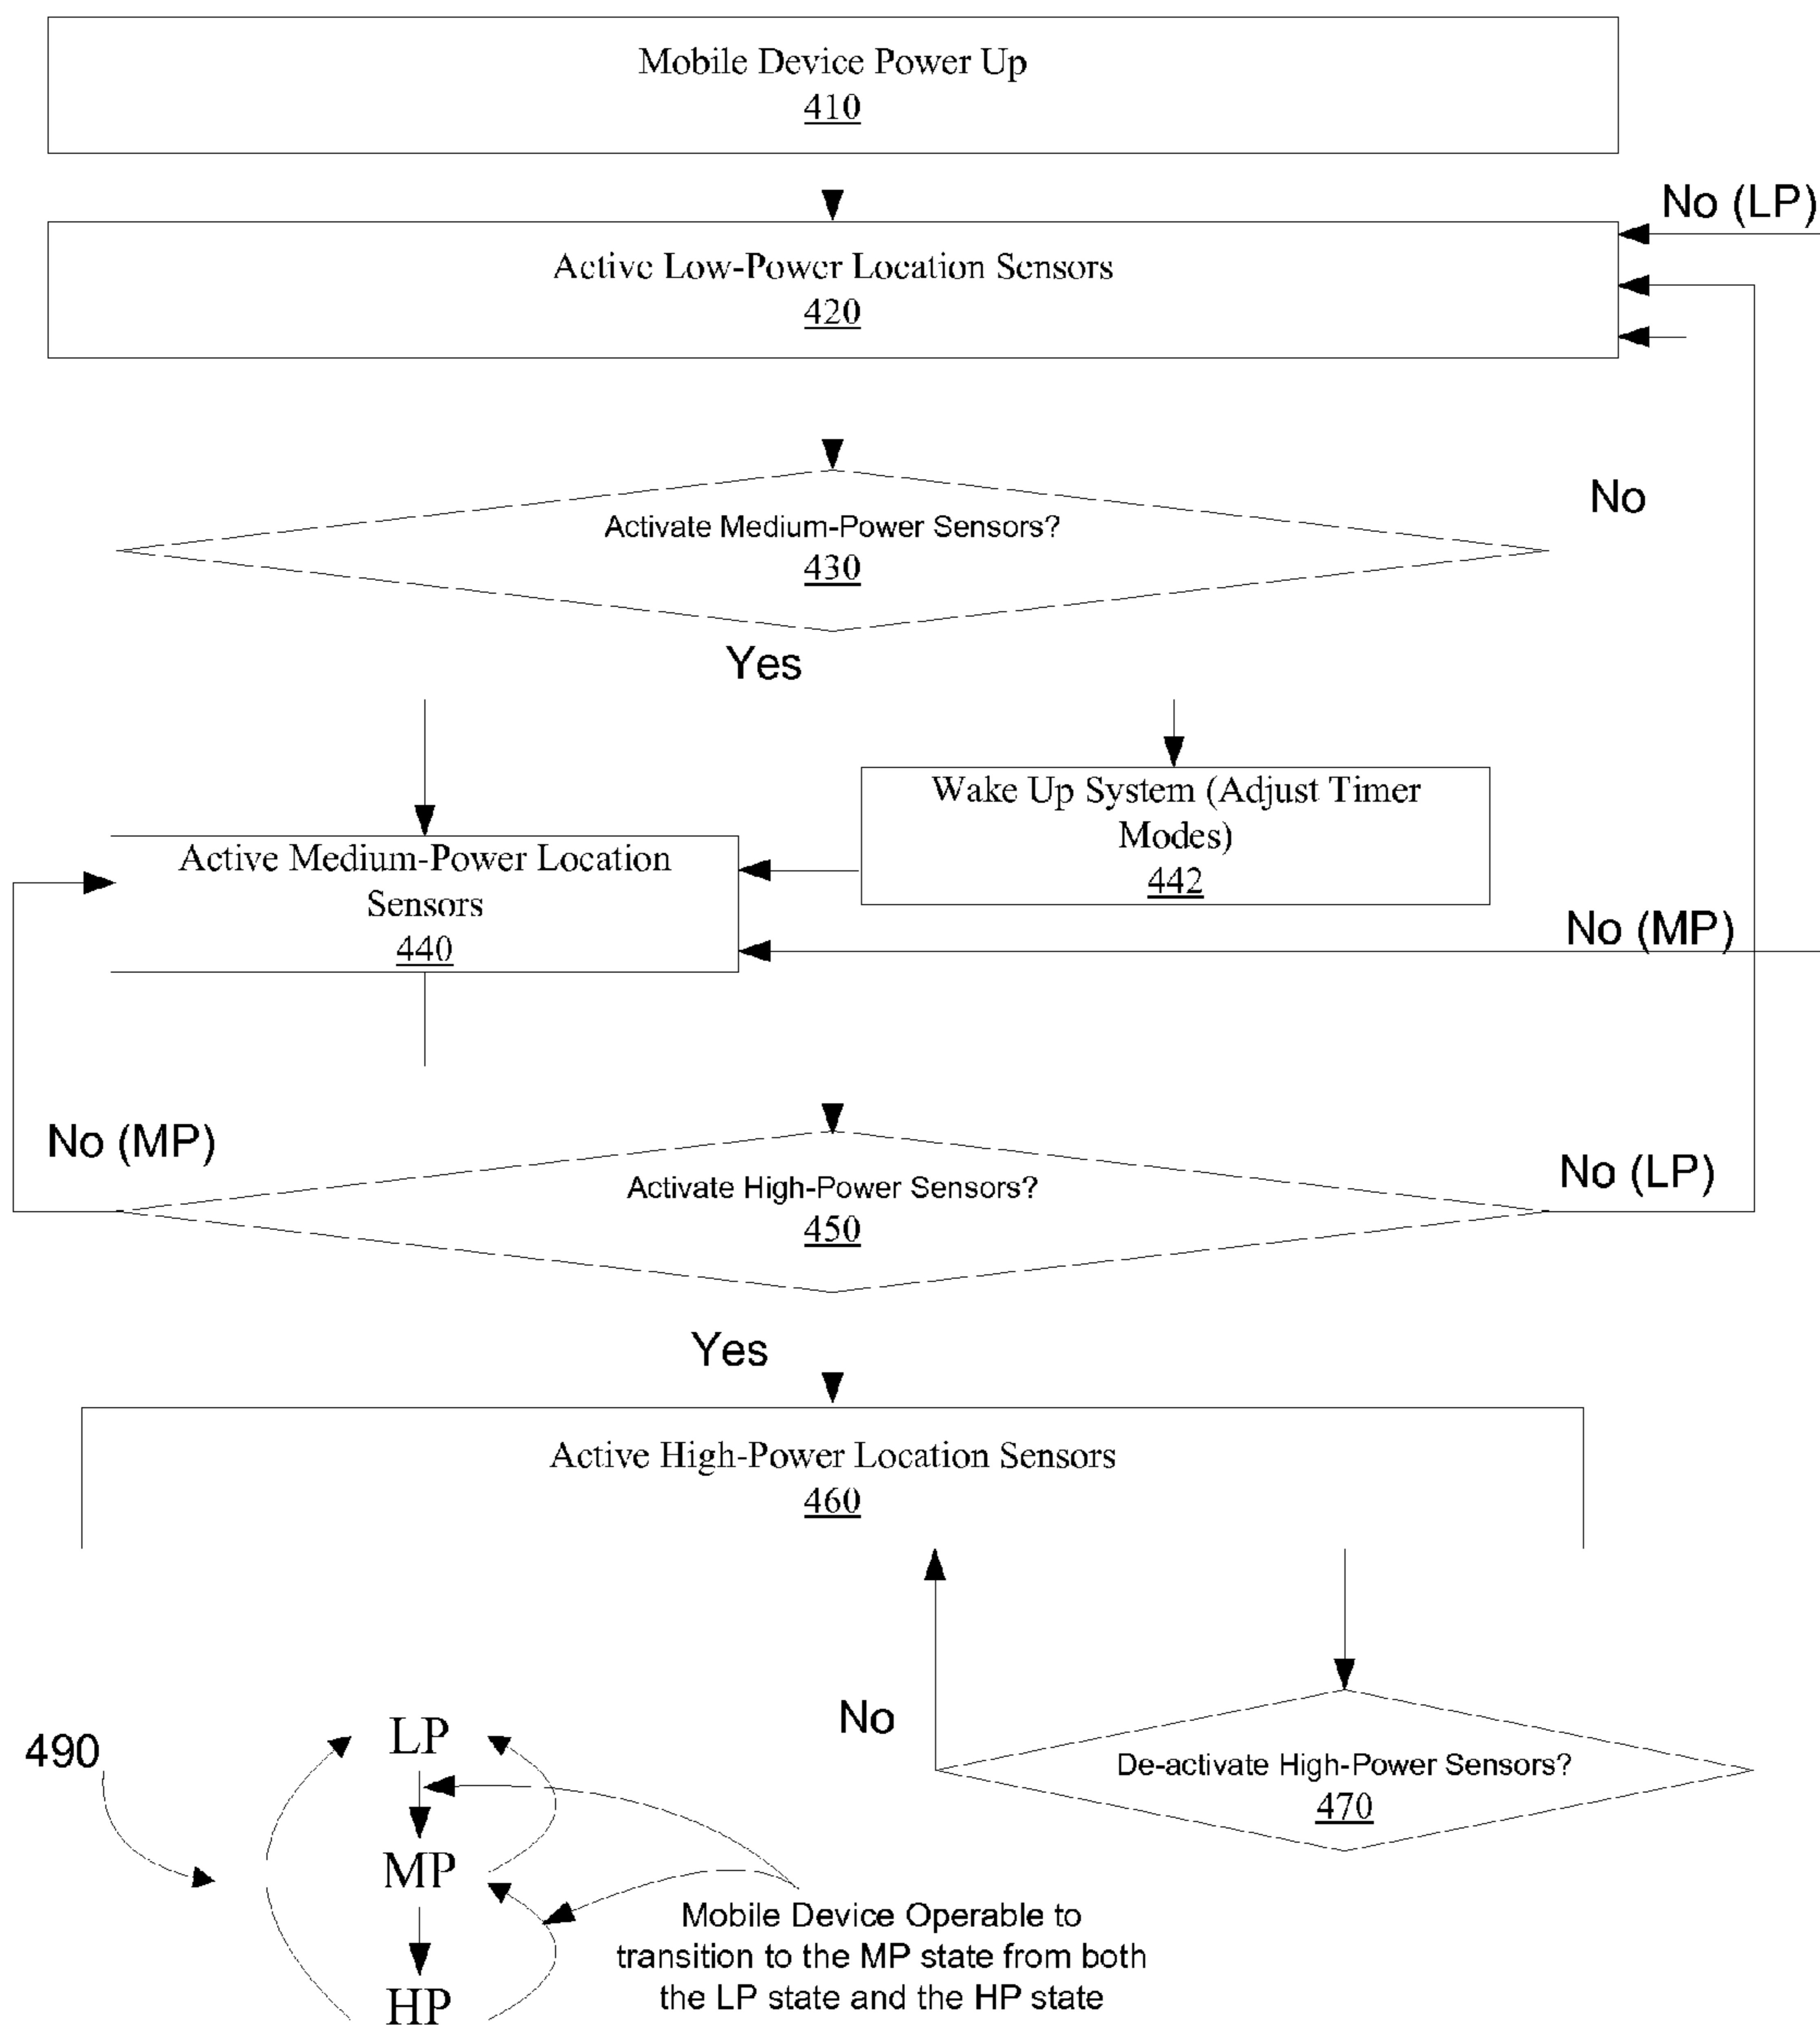 Mobile Device Power Up
410
No (LP)
Active Low-Power Location Sensors
420
No
Activate Medium-Power Sensors?
430
Yes
Wake Up System (Adjust Timer
Modes)
442
Active Medium-Power Location
Sensors
440
No (MP)
No (MP)
Activate High-Power Sensors?
450
No (LP)
Yes
Active High-Power Location Sensors
460
No
De-activate High-Power Sensors?
470
490
LP
MP
HP
Mobile Device Operable to
transition to the MP state from both
the LP state and the HP state